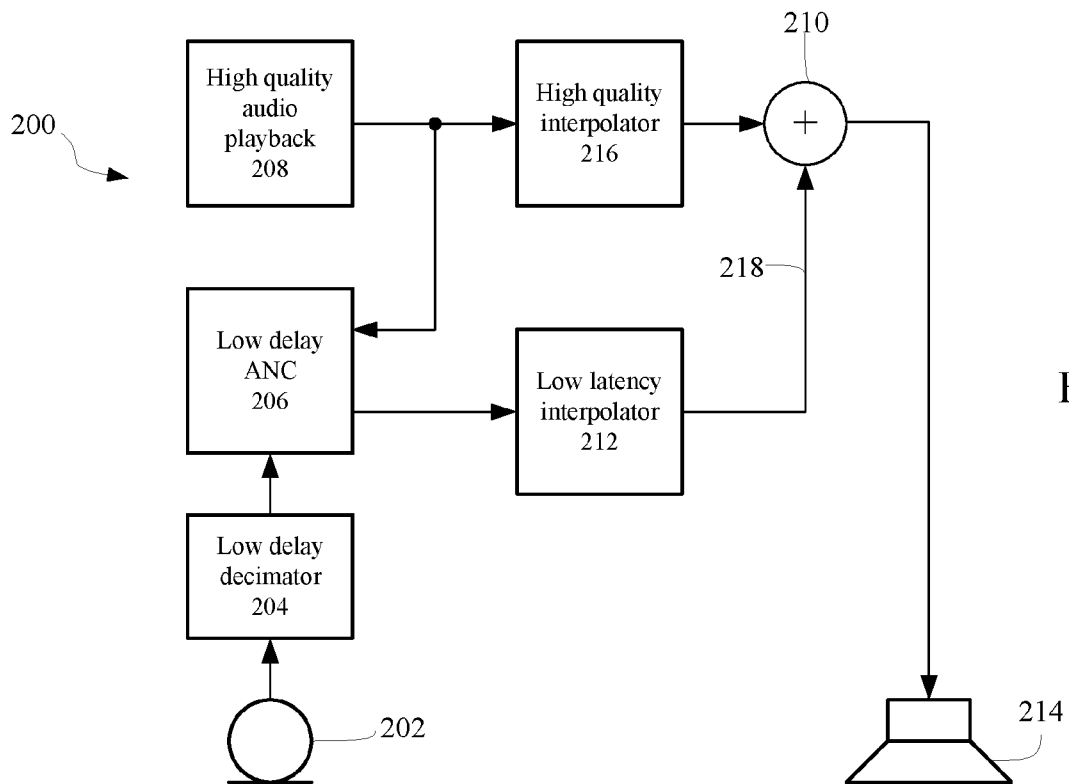 210
200
High quality
audio
playback
208
High quality
interpolator
216
+
218
Low delay
ANC
206
Low latency
interpolator
212
Low delay
decimator
204
202
214